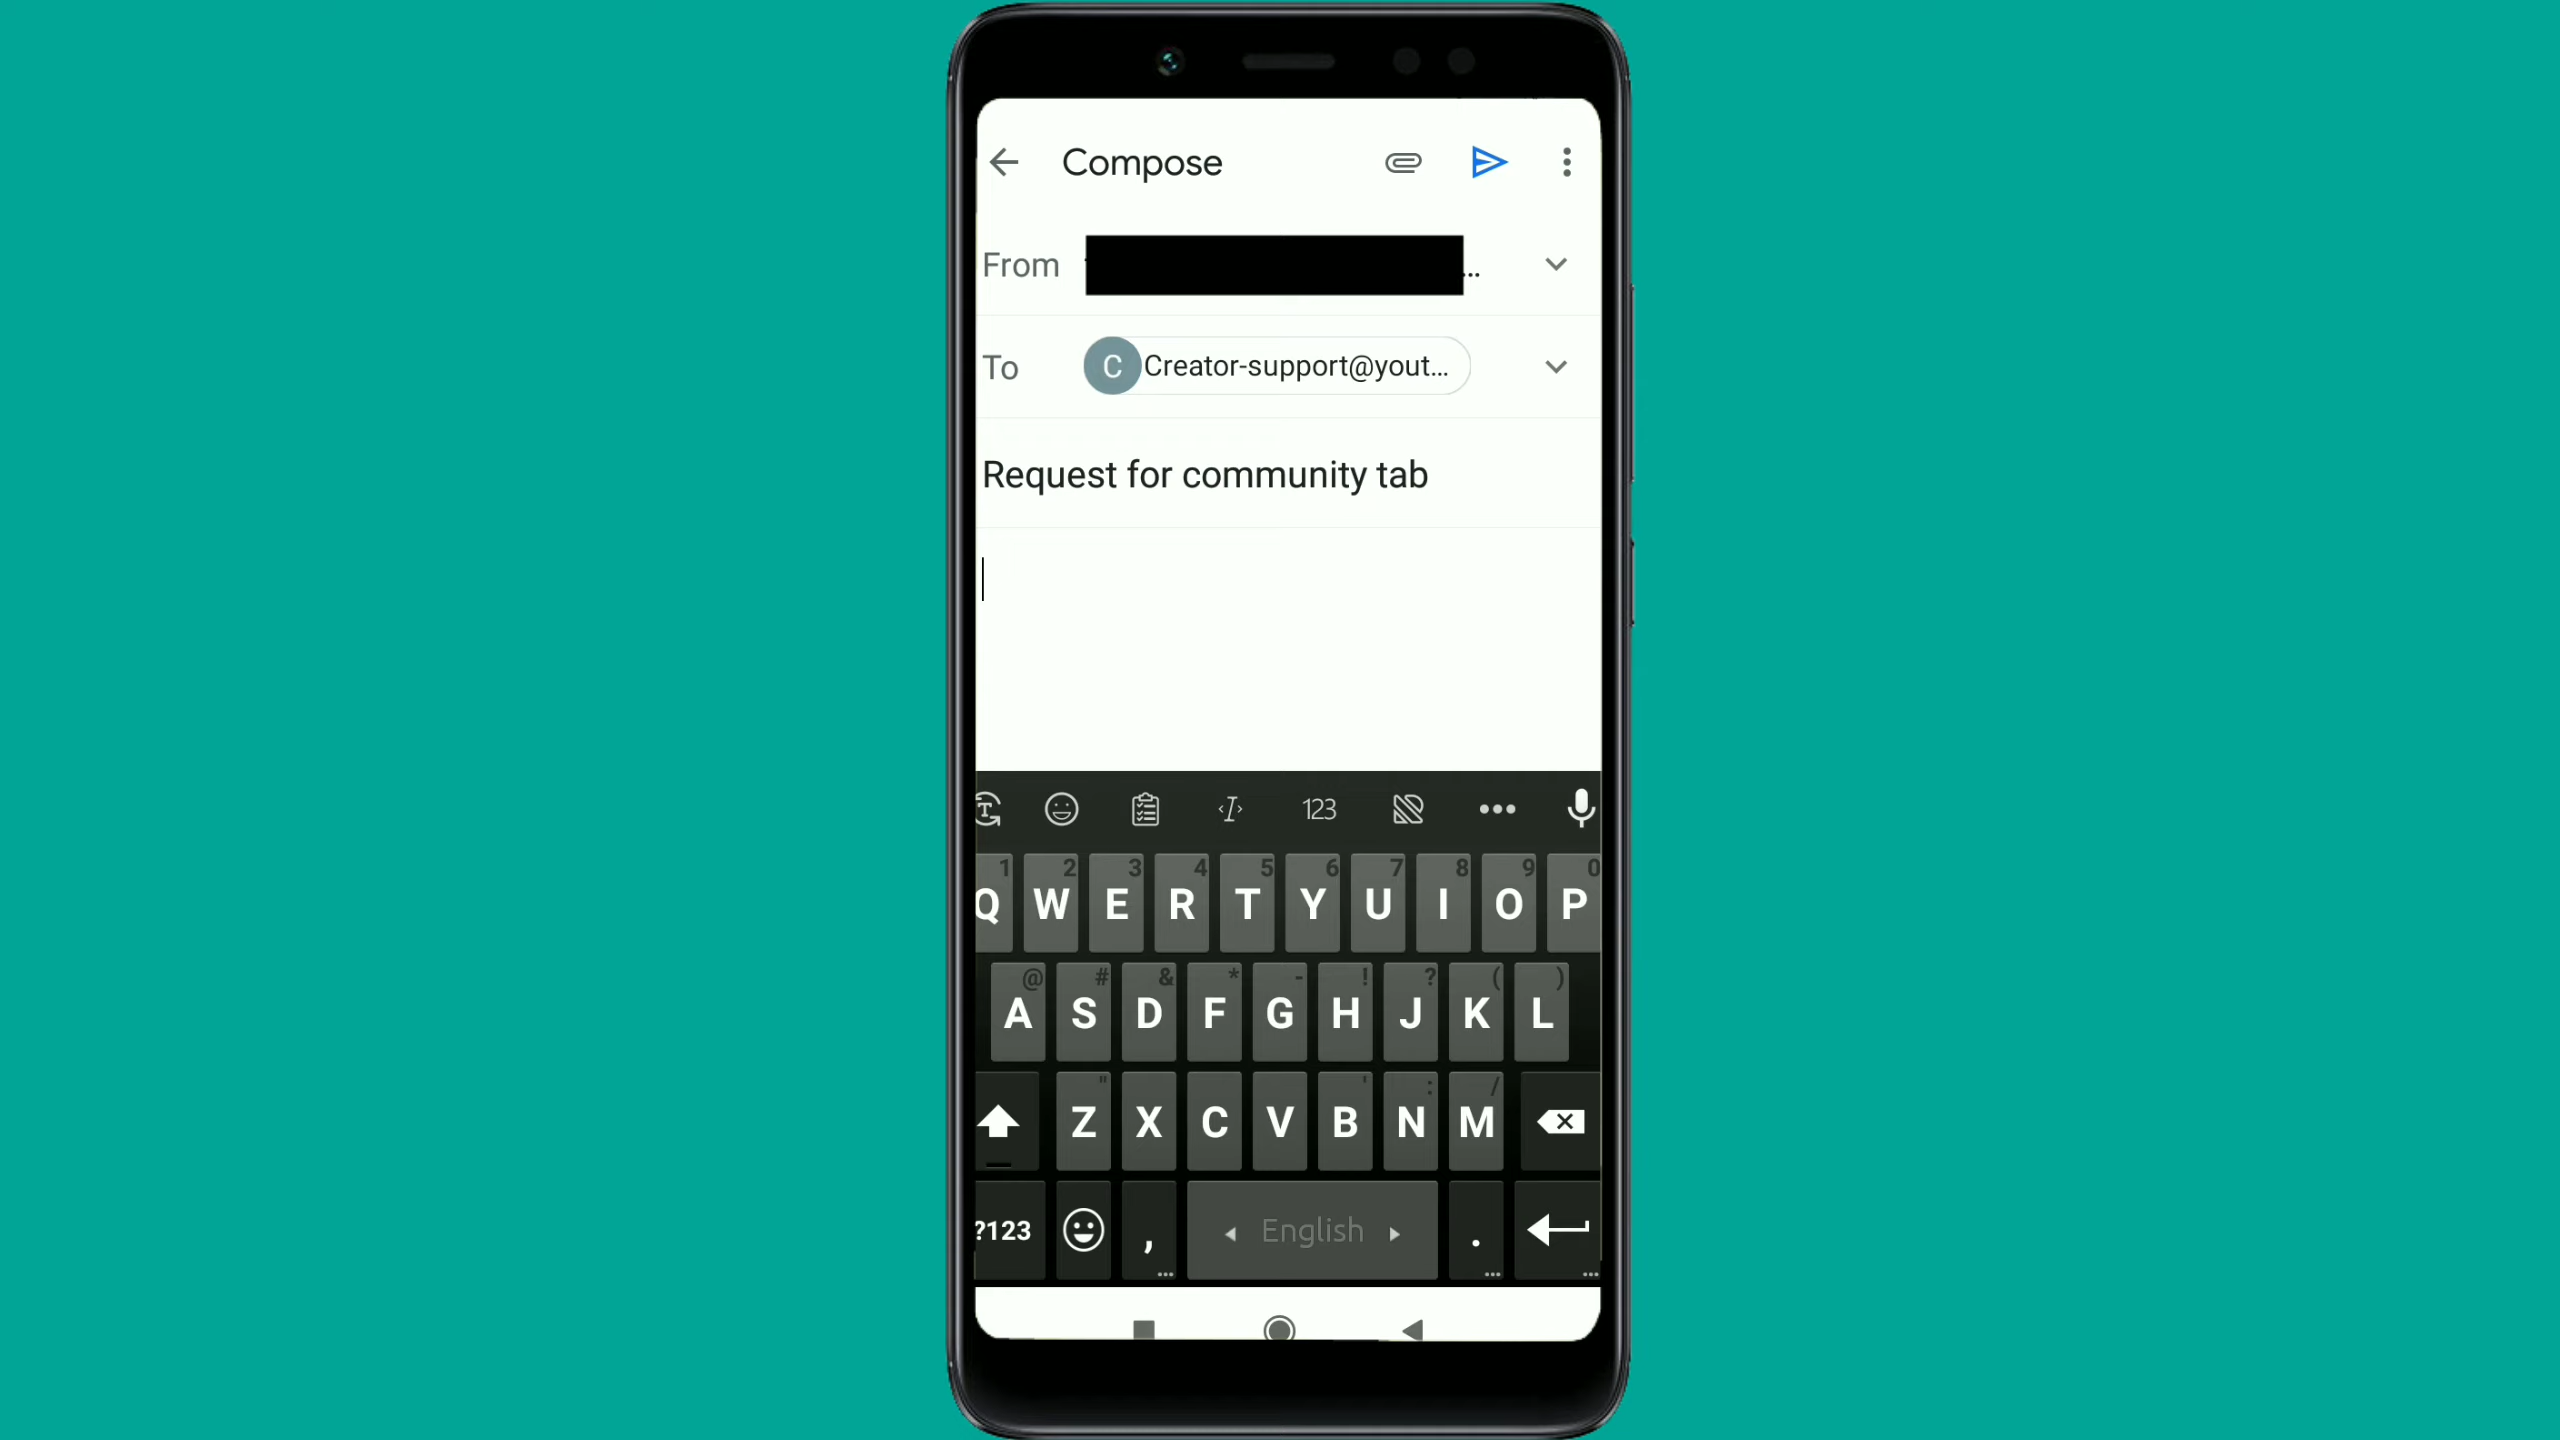 Compose
From ...
To C Creator-support@yout...
Request for community tab
T I 123
1 2 3 4 5 6 7 8 9 0
Q W E R T Y U I O P
@ # & * - ! ? ( )
A S D F G H J K L
" ' : /
Z X C V B N M
?123 , English .